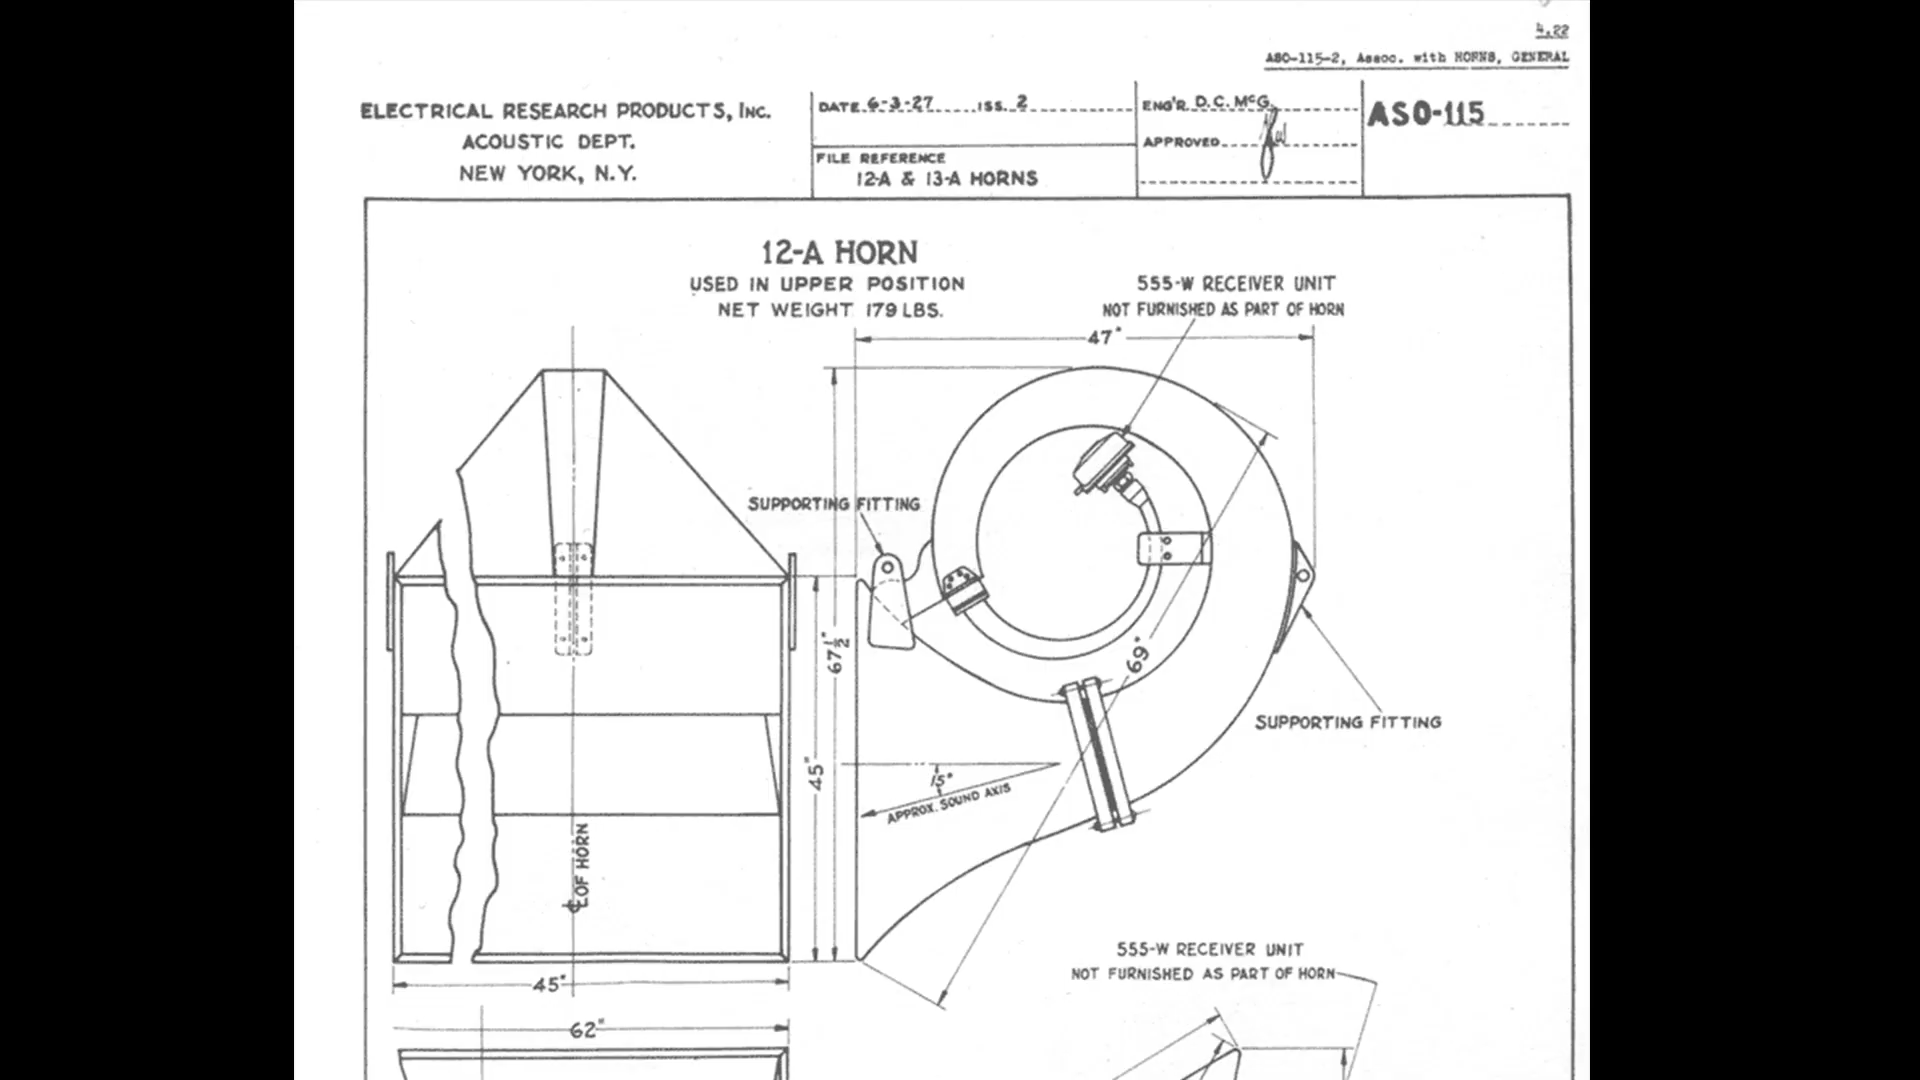 4.22
ASO-115-2, Assoc. with HORNS, GENERAL
ELECTRICAL RESEARCH PRODUCTS, INC.
ACOUSTIC DEPT.
NEW YORK, N.Y.
DATE 6-3-27 ISS. 2
FILE REFERENCE
12-A & 13-A HORNS
ENG'R. D.C. McG.
APPROVED
ASO-115
12-A HORN
USED IN UPPER POSITION
NET WEIGHT 179 LBS.
555-W RECEIVER UNIT
NOT FURNISHED AS PART OF HORN
47"
SUPPORTING FITTING
67 1/2"
69"
SUPPORTING FITTING
45"
15°
APPROX. SOUND AXIS
℄ OF HORN
45"
555-W RECEIVER UNIT
NOT FURNISHED AS PART OF HORN
62"